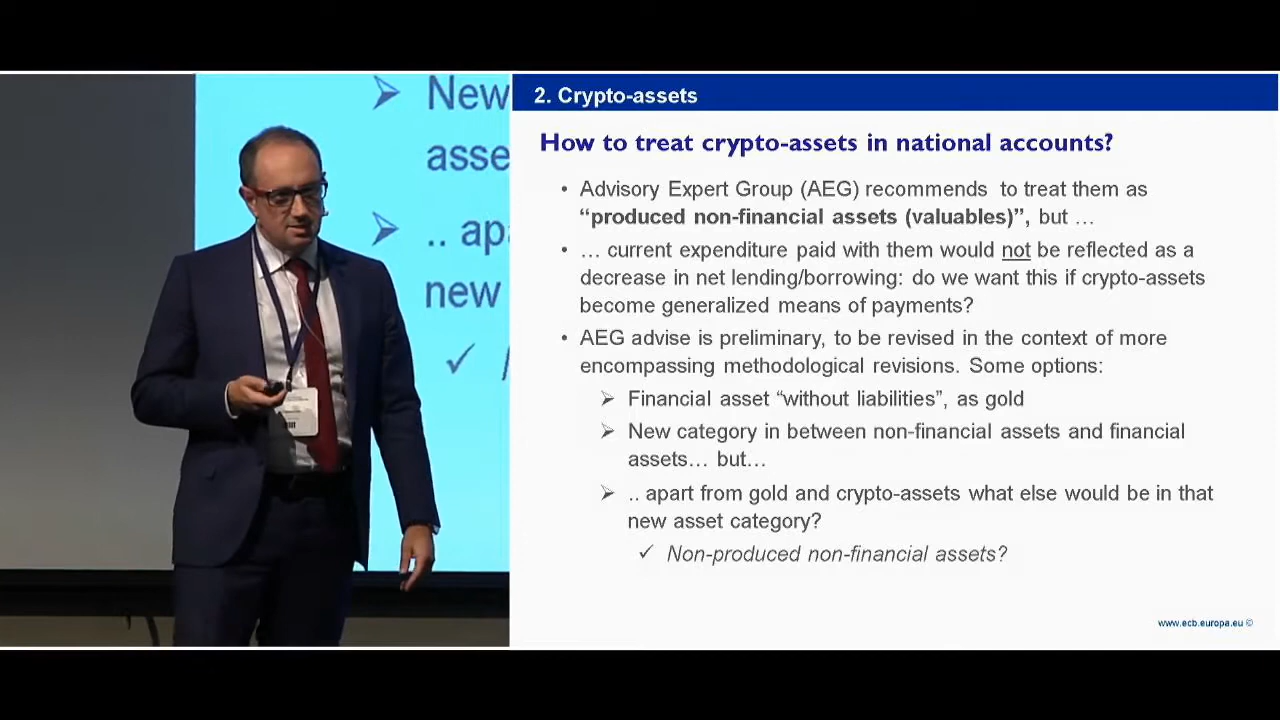 New
asse
.. ap
new
2. Crypto-assets
How to treat crypto-assets in national accounts?
• Advisory Expert Group (AEG) recommends to treat them as
“produced non-financial assets (valuables)”, but …
• … current expenditure paid with them would not be reflected as a
decrease in net lending/borrowing: do we want this if crypto-assets
become generalized means of payments?
• AEG advise is preliminary, to be revised in the context of more
encompassing methodological revisions. Some options:
➢ Financial asset “without liabilities”, as gold
➢ New category in between non-financial assets and financial
assets… but…
➢ .. apart from gold and crypto-assets what else would be in that
new asset category?
✓ Non-produced non-financial assets?
www.ecb.europa.eu ©